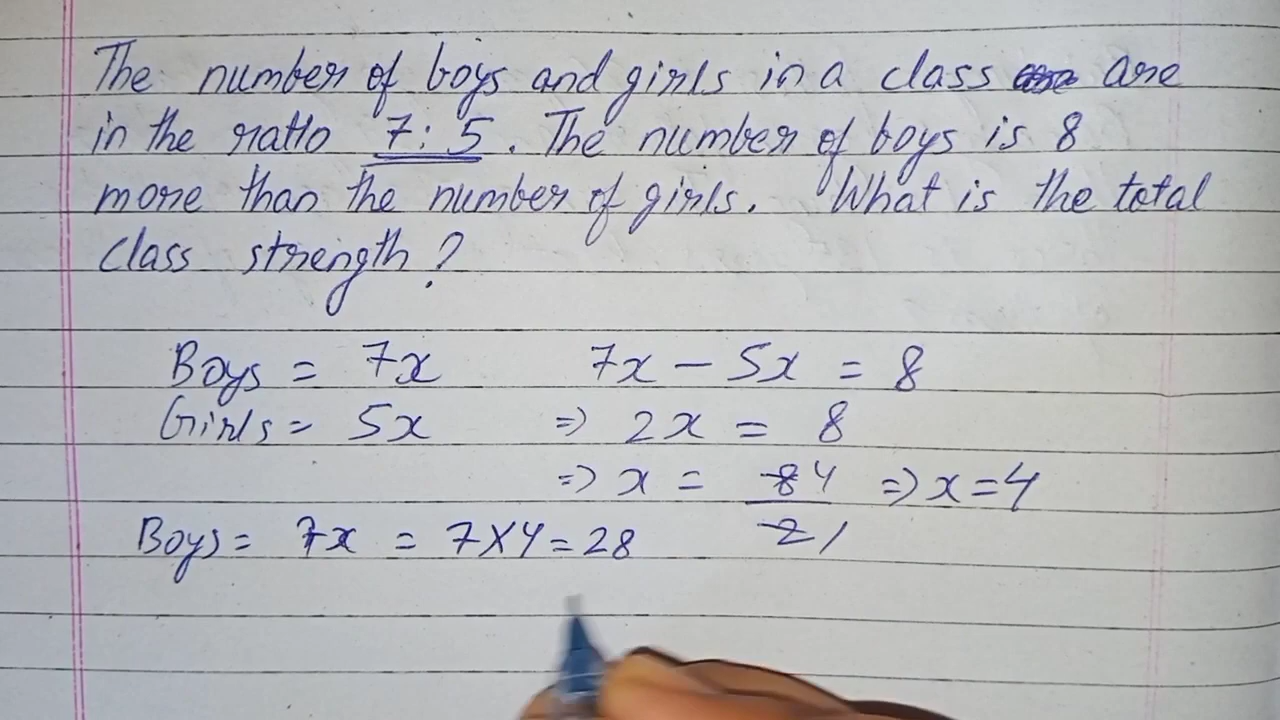 The number of boys and girls in a class are
in the ratio 7 : 5 . The number of boys is 8
more than the number of girls. What is the total
class strength ?
Boys = 7x 7x - 5x = 8
Girls = 5x => 2x = 8
=> x = 8 4 => x = 4
2 1
Boys = 7x = 7 X 4 = 28